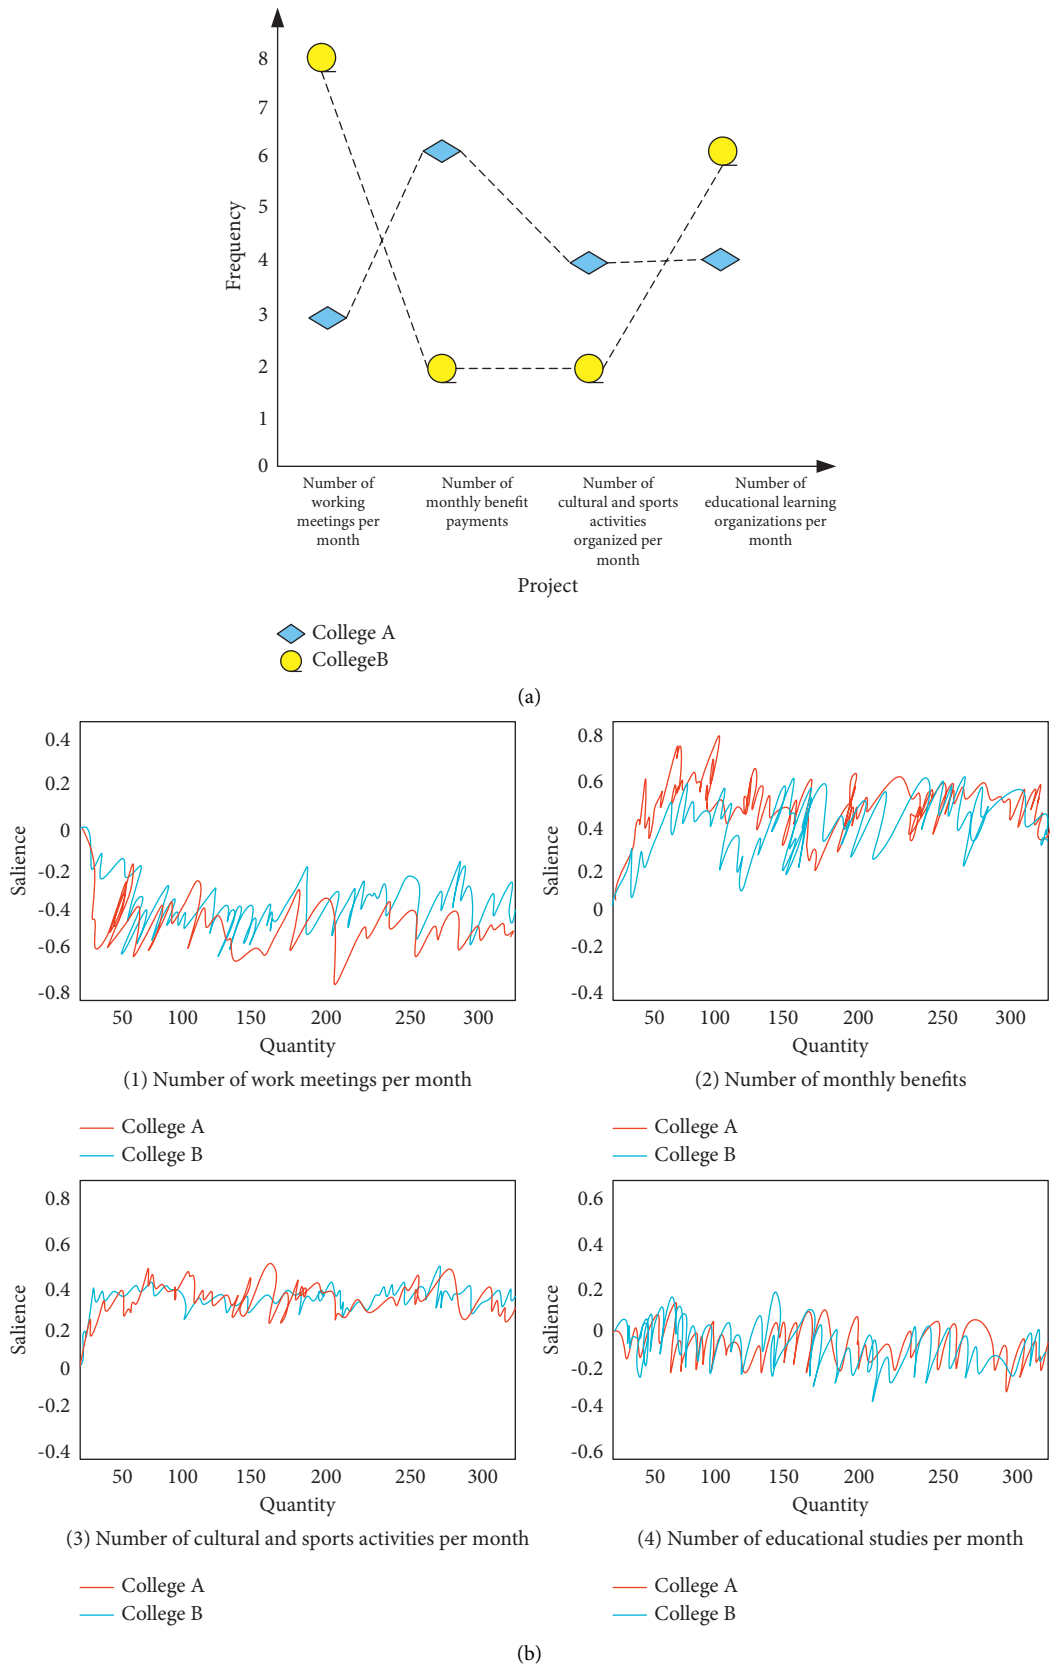 8
7
6
5
4
3
2
1
0
Frequency
Number of
working
meetings per
month
Number of
monthly benefit
payments
Number of
cultural and sports
activities
organized per
month
Number of
educational learning
organizations per
month
Project
College A
CollegeB
(a)
0.4
0.2
0
-0.2
-0.4
-0.6
-0.8
Salience
50 100 150 200 250 300
Quantity
(1) Number of work meetings per month
College A
College B
0.8
0.6
0.4
0.2
0
-0.2
-0.4
Salience
50 100 150 200 250 300
Quantity
(2) Number of monthly benefits
College A
College B
0.8
0.6
0.4
0.2
0
-0.2
-0.4
Salience
50 100 150 200 250 300
Quantity
(3) Number of cultural and sports activities per month
College A
College B
0.6
0.4
0.2
0
-0.2
-0.4
-0.6
Salience
50 100 150 200 250 300
Quantity
(4) Number of educational studies per month
College A
College B
(b)